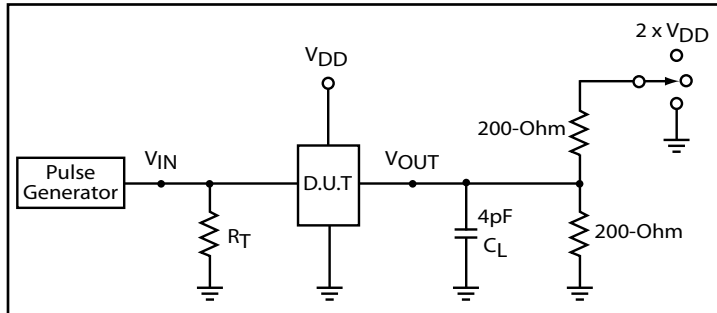 2 x VDD
VDD
200-Ohm
Pulse
Generator
VIN
D.U.T
VOUT
4pF
CL
RT
200-Ohm